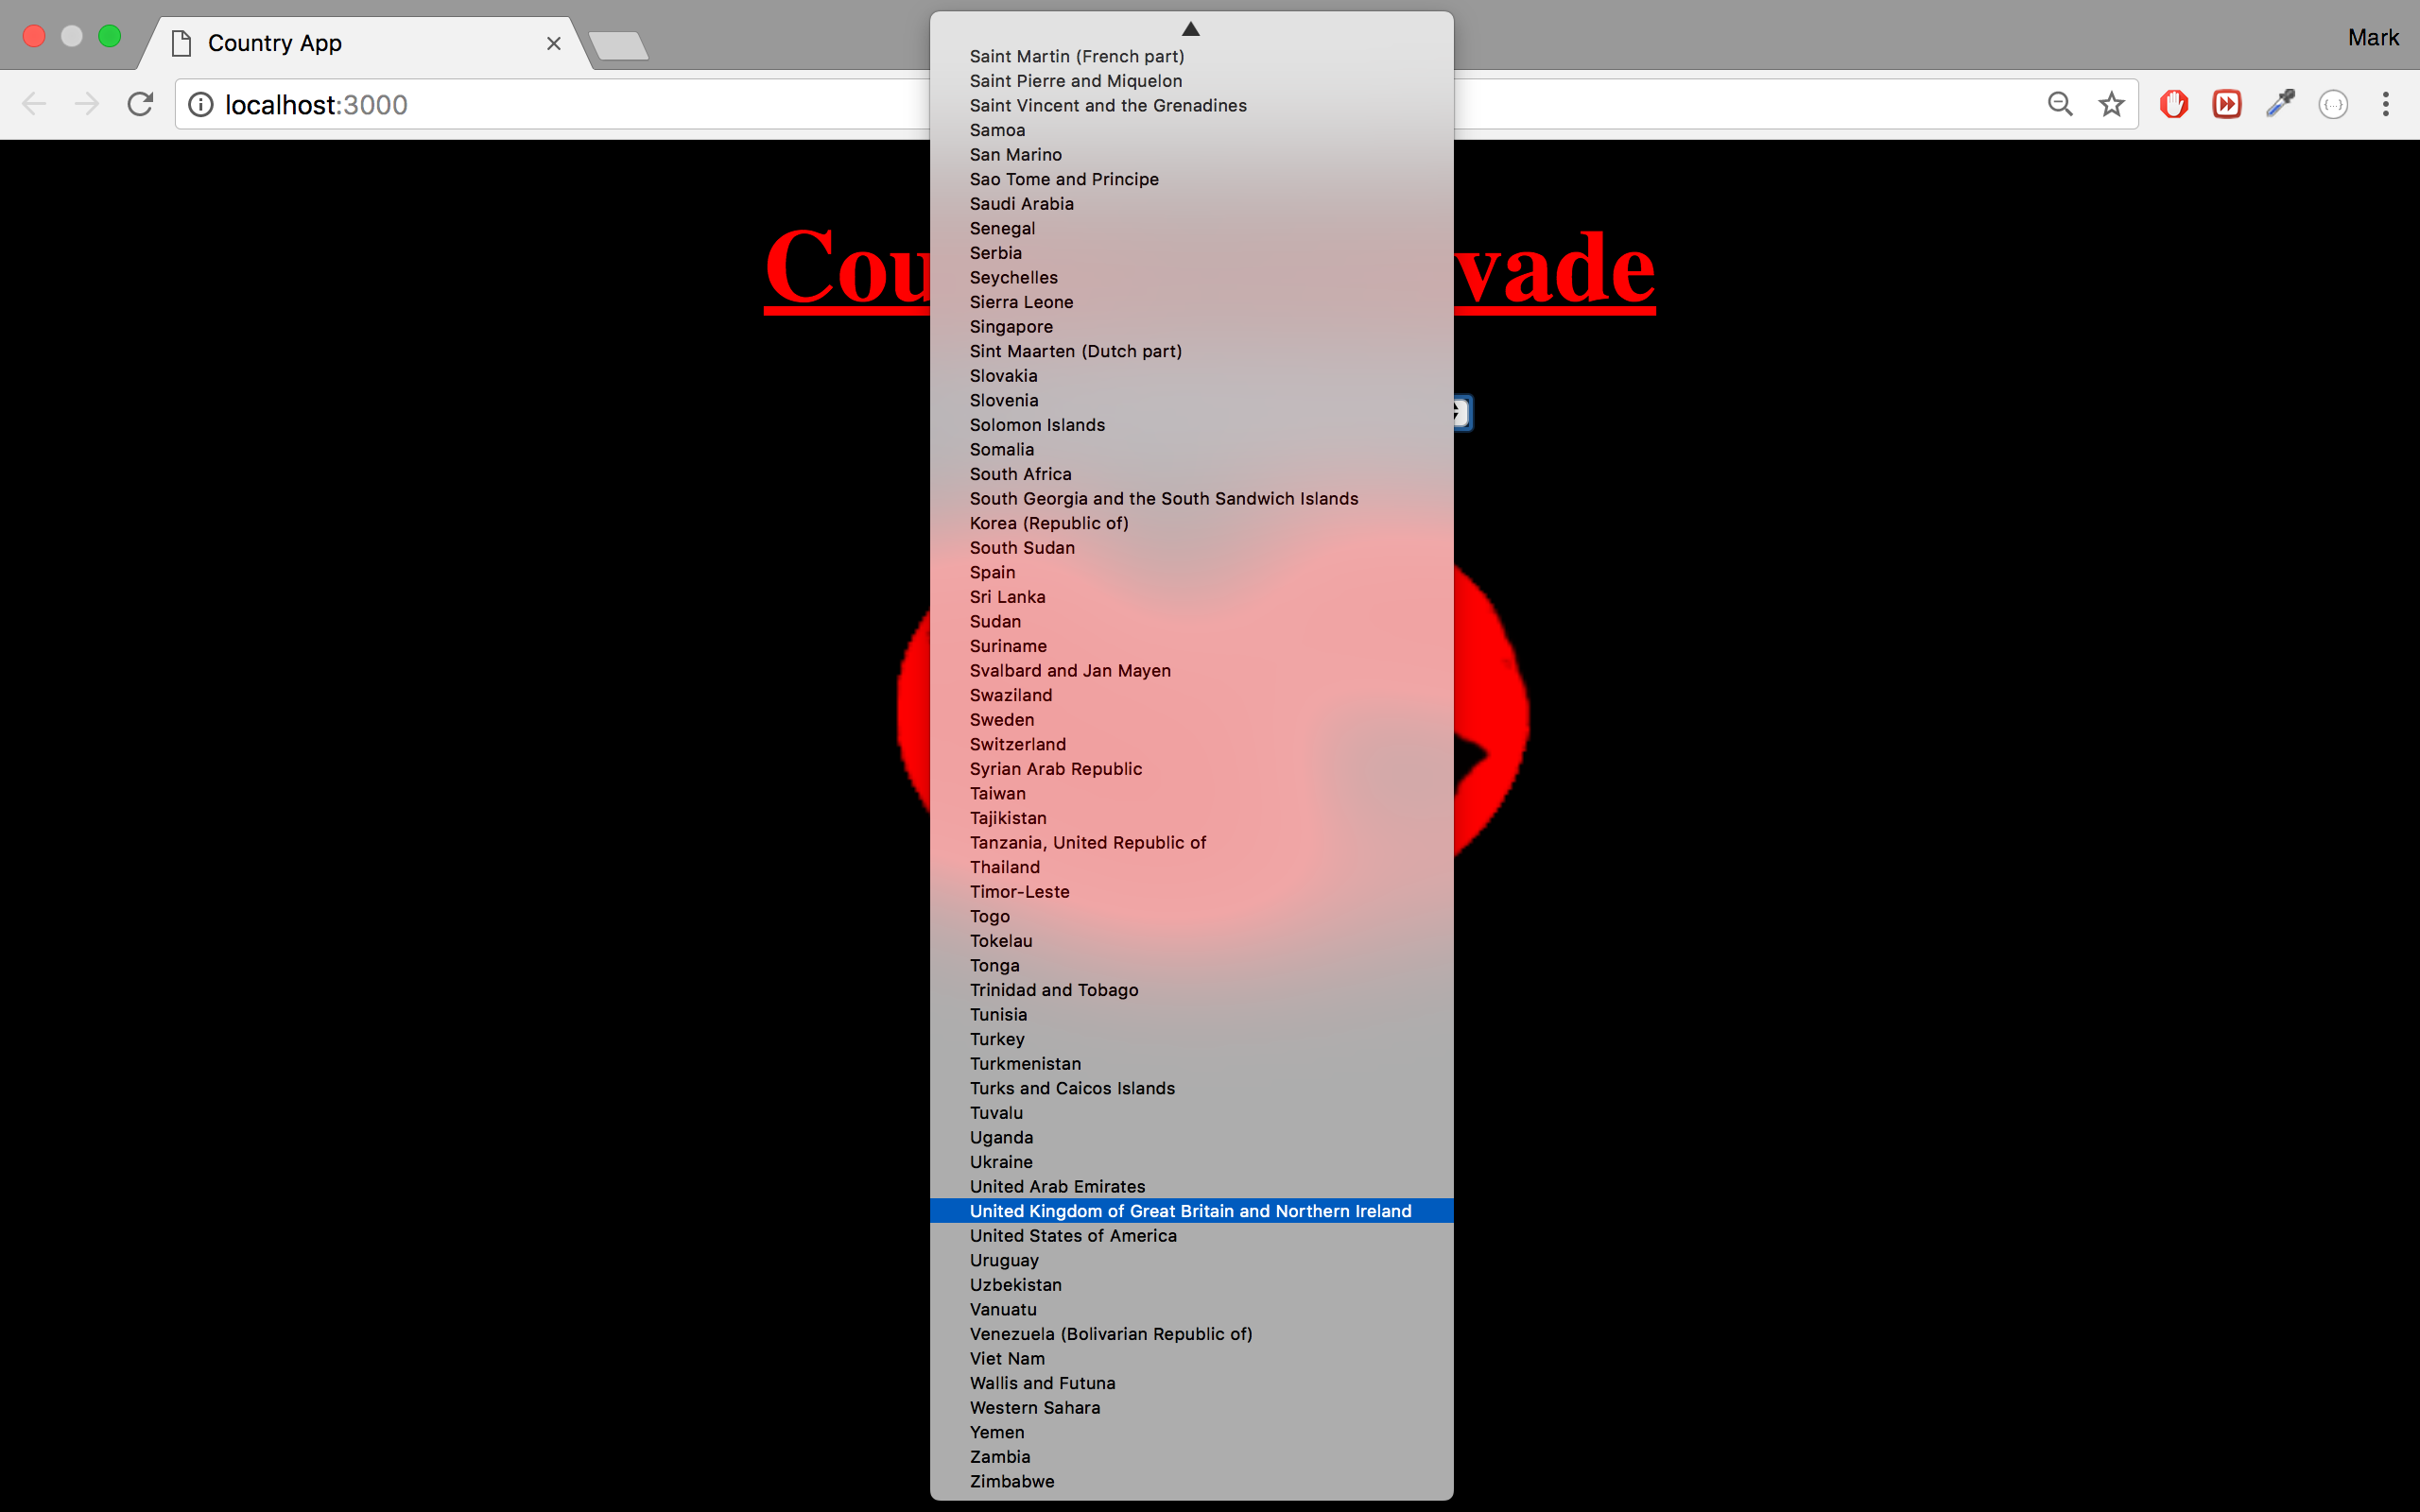 Country App
Mark
localhost:3000
Saint Martin (French part)
Saint Pierre and Miquelon
Saint Vincent and the Grenadines
Samoa
San Marino
Sao Tome and Principe
Saudi Arabia
Senegal
Serbia
Seychelles
Sierra Leone
Singapore
Sint Maarten (Dutch part)
Slovakia
Slovenia
Solomon Islands
Somalia
South Africa
South Georgia and the South Sandwich Islands
Korea (Republic of)
South Sudan
Spain
Sri Lanka
Sudan
Suriname
Svalbard and Jan Mayen
Swaziland
Sweden
Switzerland
Syrian Arab Republic
Taiwan
Tajikistan
Tanzania, United Republic of
Thailand
Timor-Leste
Togo
Tokelau
Tonga
Trinidad and Tobago
Tunisia
Turkey
Turkmenistan
Turks and Caicos Islands
Tuvalu
Uganda
Ukraine
United Arab Emirates
United Kingdom of Great Britain and Northern Ireland
United States of America
Uruguay
Uzbekistan
Vanuatu
Venezuela (Bolivarian Republic of)
Viet Nam
Wallis and Futuna
Western Sahara
Yemen
Zambia
Zimbabwe